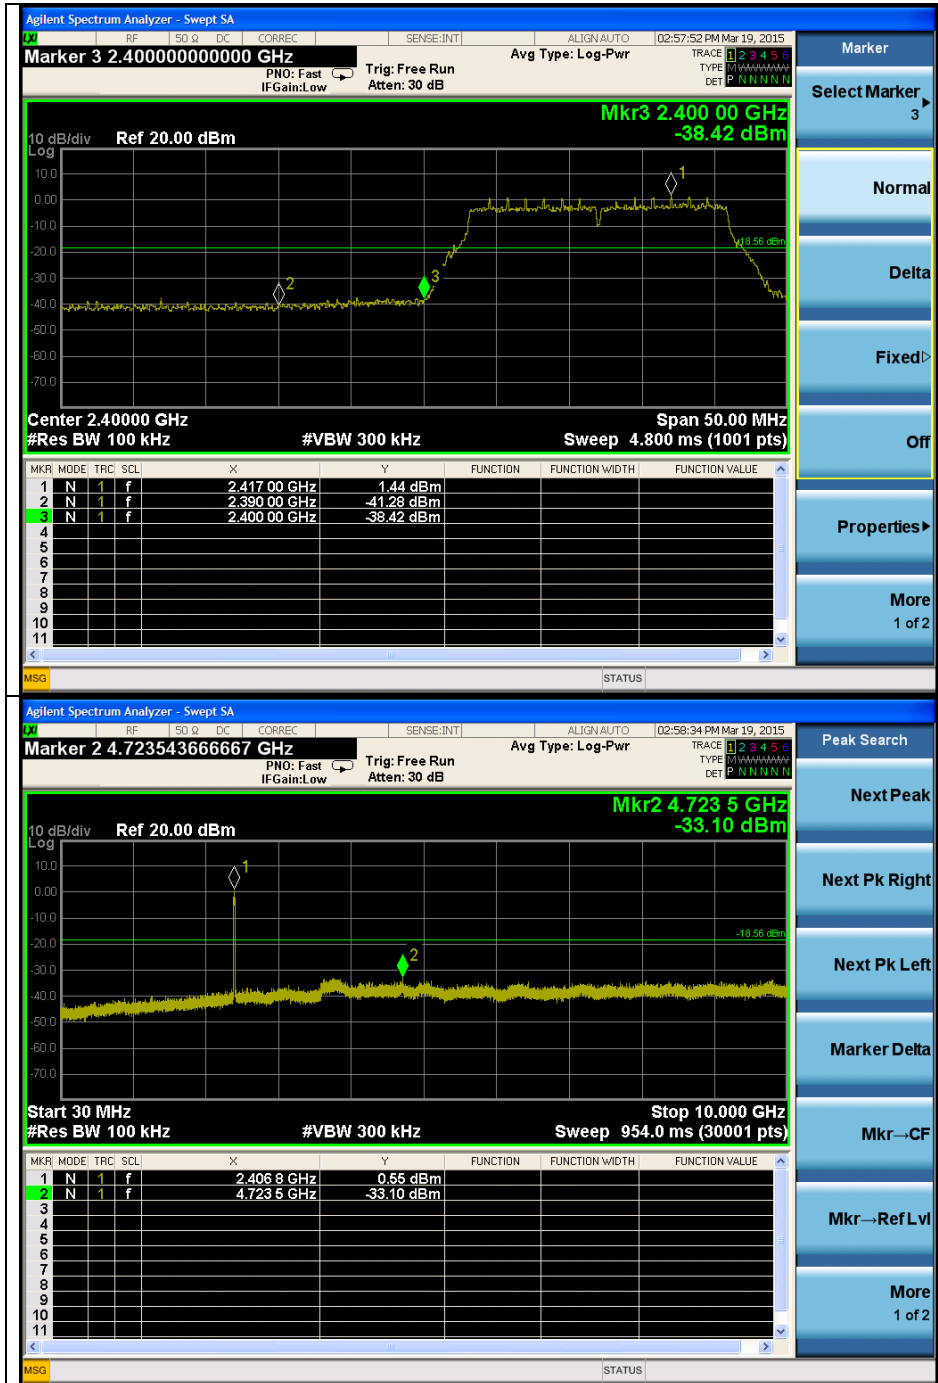 Agilent Spectrum Analyzer - Swept SA
LXI RF 50 Ω DC CORREC SENSE:INT ALIGN AUTO 02:57:52 PM Mar 19, 2015
Marker 3 2.400000000000 GHz
PNO: Fast
IFGain:Low
Trig: Free Run
Atten: 30 dB
Avg Type: Log-Pwr
TRACE 1 2 3 4 5 6
TYPE M WWWWW
DET P N N N N N
Mkr3 2.400 00 GHz
-38.42 dBm
10 dB/div Ref 20.00 dBm
Log
10.0
0.00
-10.0
-20.0
-30.0
-40.0
-50.0
-60.0
-70.0
1
2
3
-18.56 dBm
Center 2.40000 GHz Span 50.00 MHz
#Res BW 100 kHz #VBW 300 kHz Sweep 4.800 ms (1001 pts)
MKR MODE TRC SCL X Y FUNCTION FUNCTION WIDTH FUNCTION VALUE
1 N 1 f 2.417 00 GHz 1.44 dBm
2 N 1 f 2.390 00 GHz -41.28 dBm
3 N 1 f 2.400 00 GHz -38.42 dBm
4
5
6
7
8
9
10
11
MSG STATUS
Marker
Select Marker
3
Normal
Delta
Fixed
Off
Properties
More
1 of 2
Agilent Spectrum Analyzer - Swept SA
LXI RF 50 Ω DC CORREC SENSE:INT ALIGN AUTO 02:58:34 PM Mar 19, 2015
Marker 2 4.723543666667 GHz
PNO: Fast
IFGain:Low
Trig: Free Run
Atten: 30 dB
Avg Type: Log-Pwr
TRACE 1 2 3 4 5 6
TYPE M WWWWW
DET P N N N N N
Mkr2 4.723 5 GHz
-33.10 dBm
10 dB/div Ref 20.00 dBm
Log
10.0
0.00
-10.0
-20.0
-30.0
-40.0
-50.0
-60.0
-70.0
1
2
-18.56 dBm
Start 30 MHz Stop 10.000 GHz
#Res BW 100 kHz #VBW 300 kHz Sweep 954.0 ms (30001 pts)
MKR MODE TRC SCL X Y FUNCTION FUNCTION WIDTH FUNCTION VALUE
1 N 1 f 2.406 8 GHz 0.55 dBm
2 N 1 f 4.723 5 GHz -33.10 dBm
3
4
5
6
7
8
9
10
11
MSG STATUS
Peak Search
Next Peak
Next Pk Right
Next Pk Left
Marker Delta
Mkr→CF
Mkr→Ref Lvl
More
1 of 2